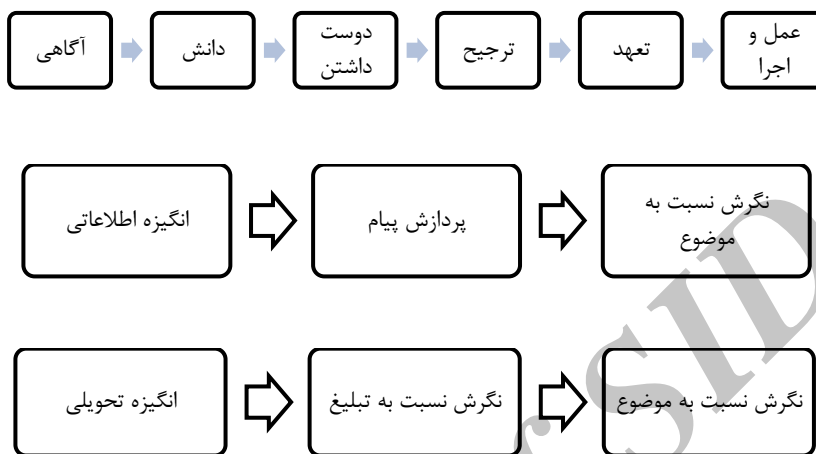 آگاهی
دانش
دوست
داشتن
ترجیح
تعهد
عمل و
اجرا
انگیزه اطلاعاتی
پردازش پیام
نگرش نسبت به
موضوع
انگیزه تحویلی
نگرش نسبت به تبلیغ
نگرش نسبت به موضوع
SID